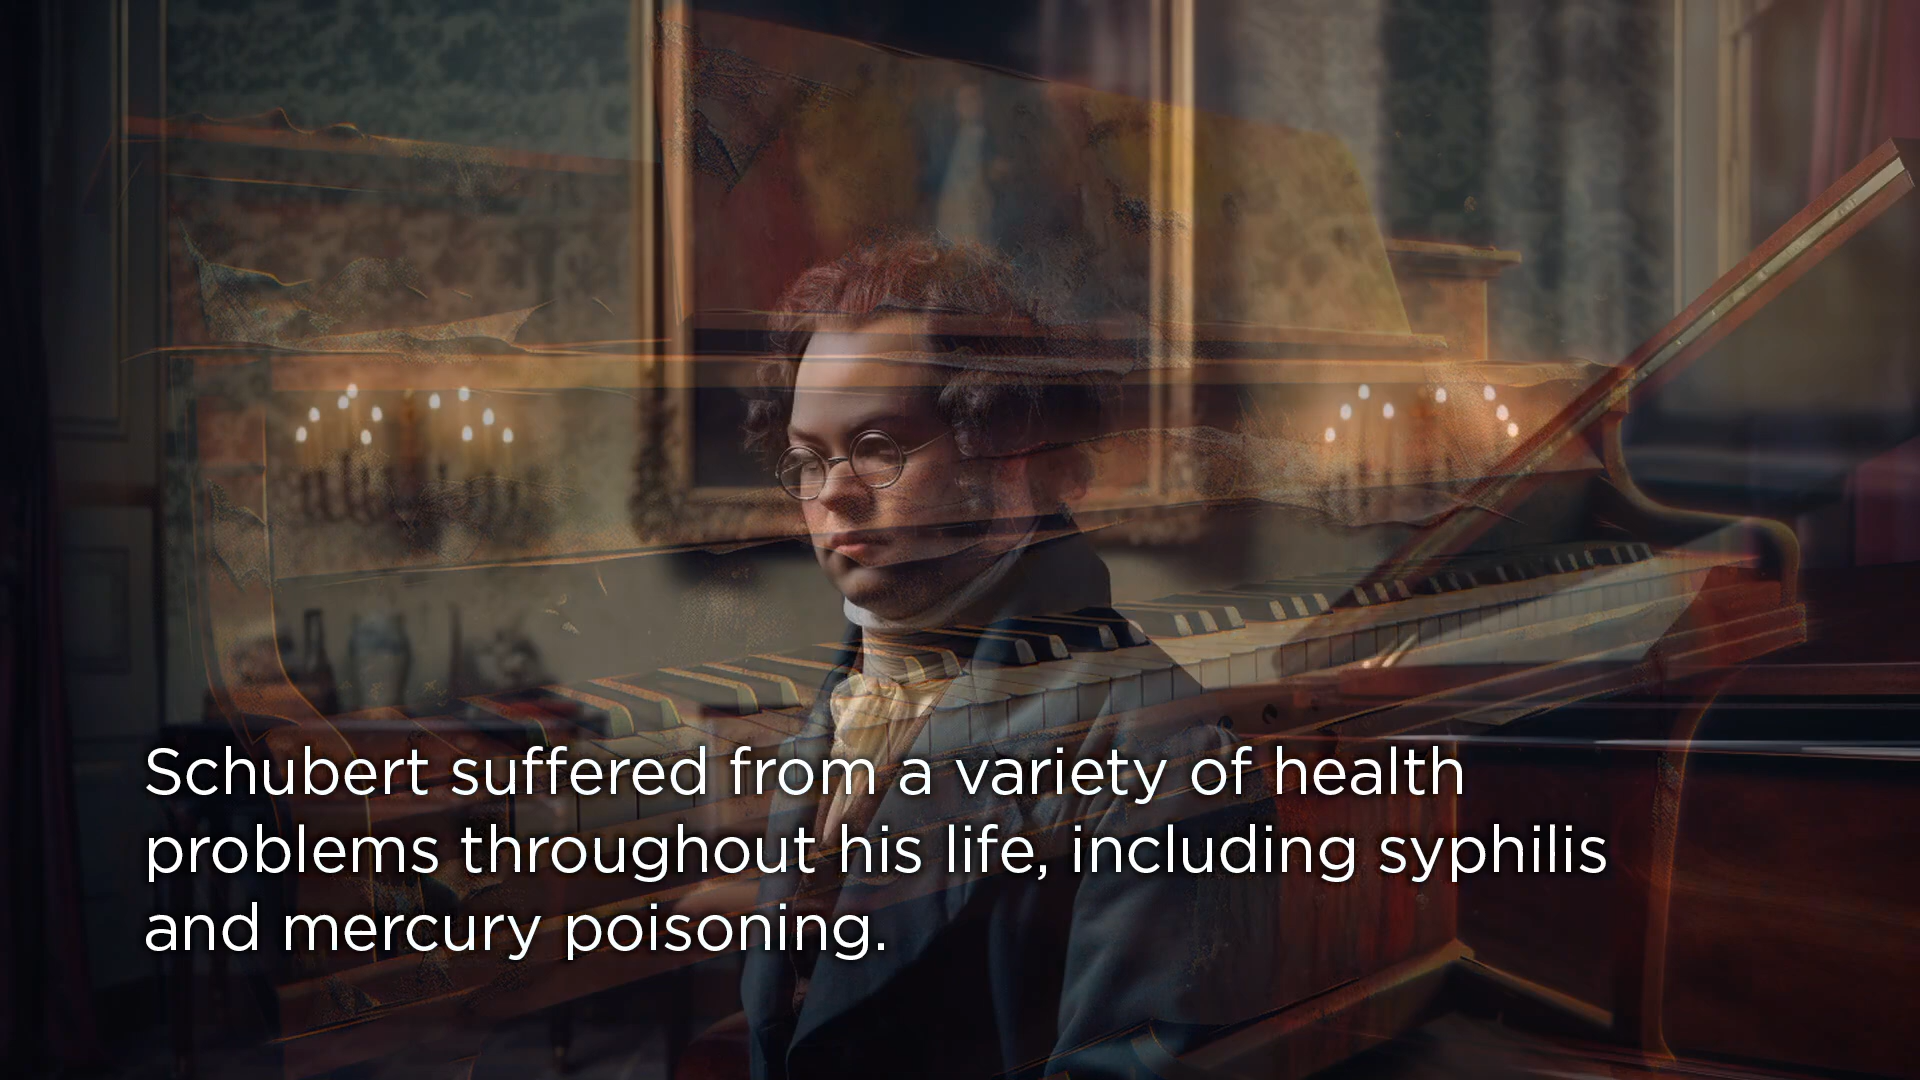 Schubert suffered from a variety of health
problems throughout his life, including syphilis
and mercury poisoning.